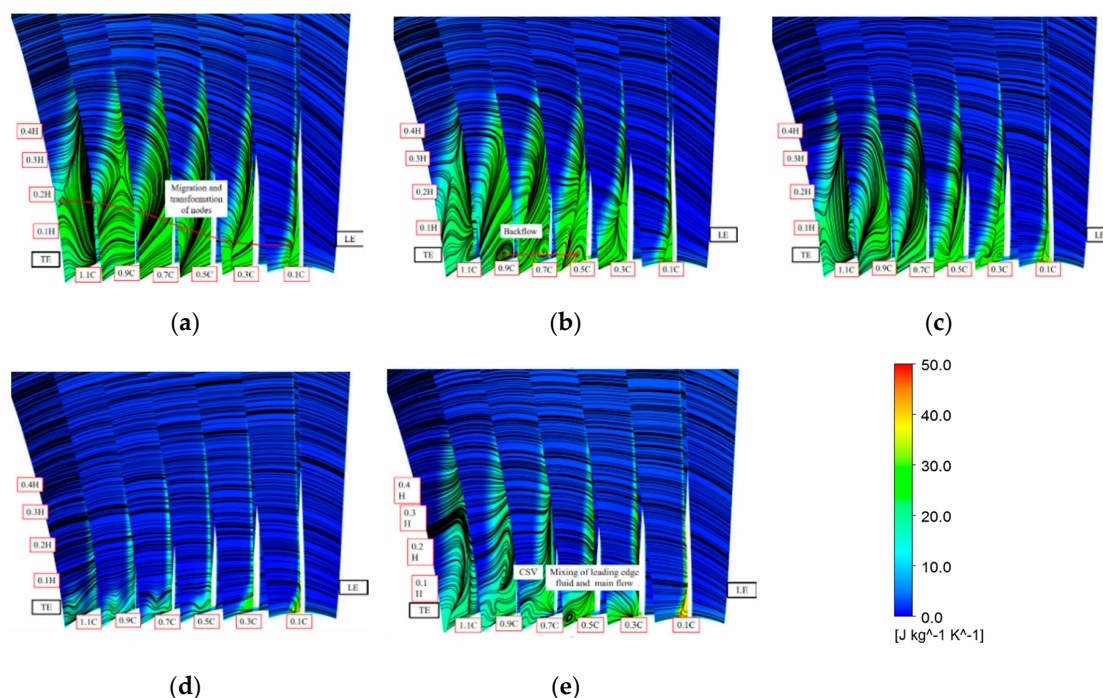 0.4H
0.3H
0.2H
0.1H
TE
Migration and
transformation
of nodes
LE
1.1C 0.9C 0.7C 0.5C 0.3C 0.1C
(a)
0.4H
0.3H
0.2H
0.1H
TE
Backflow
LE
1.1C 0.9C 0.7C 0.5C 0.3C 0.1C
(b)
0.4H
0.3H
0.2H
0.1H
TE
LE
1.1C 0.9C 0.7C 0.5C 0.3C 0.1C
(c)
0.4H
0.3H
0.2H
0.1H
TE
LE
1.1C 0.9C 0.7C 0.5C 0.3C 0.1C
(d)
0.4
H
0.3
H
0.2
H
0.1
H
TE
CSV
Mixing of leading edge
fluid and main flow
LE
1.1C 0.9C 0.7C 0.5C 0.3C 0.1C
(e)
50.0
40.0
30.0
20.0
10.0
0.0
[J kg^-1 K^-1]